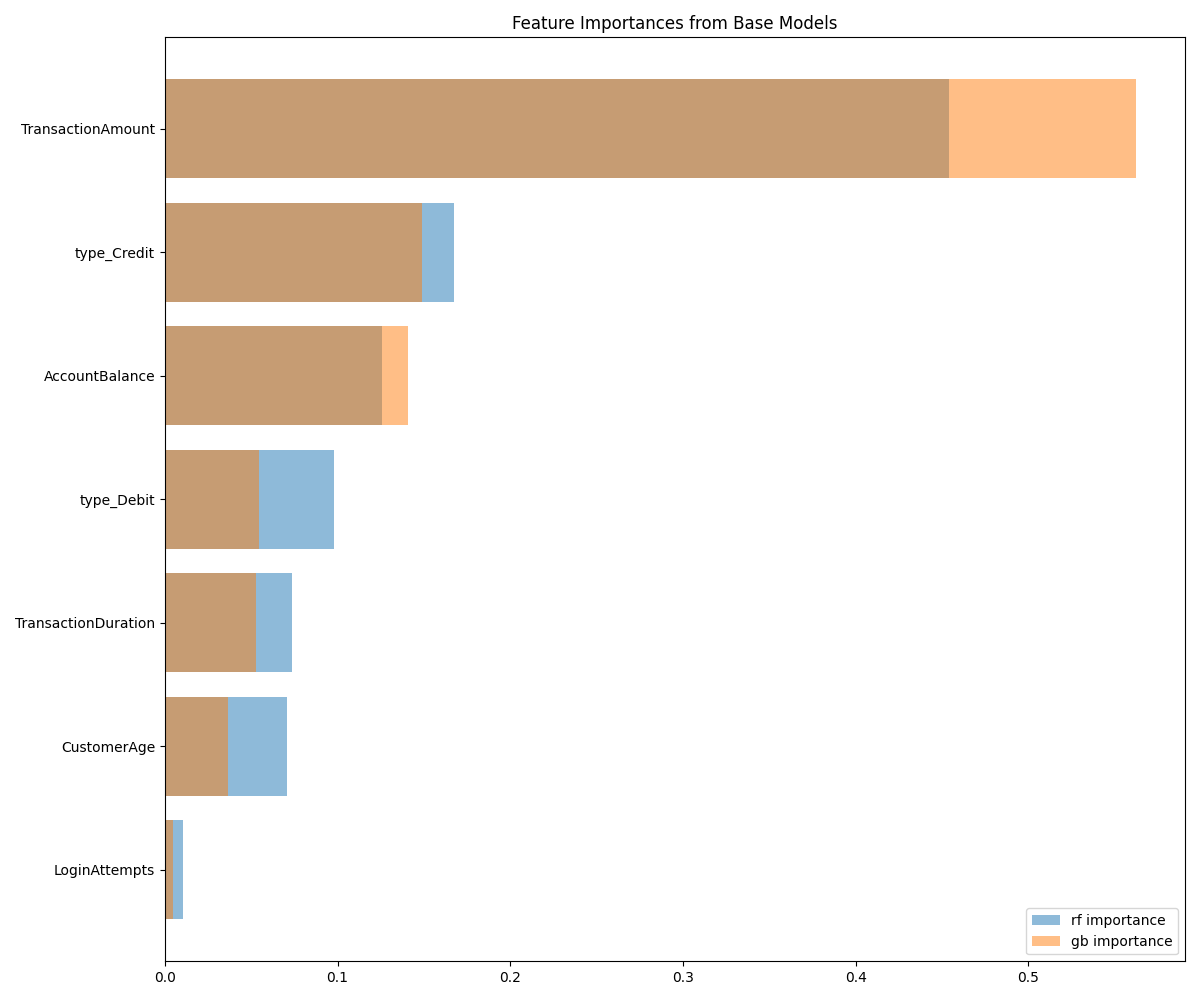 Feature Importances from Base Models
TransactionAmount
type_Credit
AccountBalance
type_Debit
TransactionDuration
CustomerAge
LoginAttempts
rf importance
gb importance
0.0 0.1 0.2 0.3 0.4 0.5